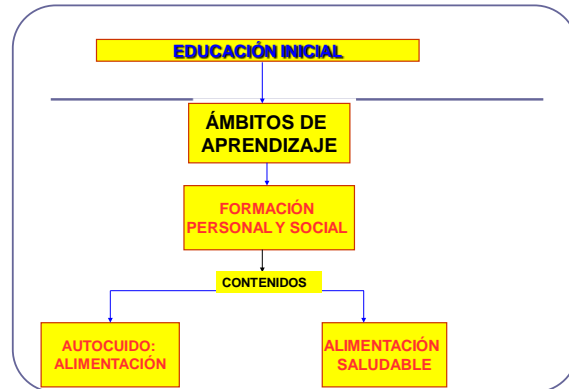 EDUCACIÓN INICIAL
ÁMBITOS DE
APRENDIZAJE
FORMACIÓN
PERSONAL Y SOCIAL
CONTENIDOS
AUTOCUIDO:
ALIMENTACIÓN
ALIMENTACIÓN
SALUDABLE